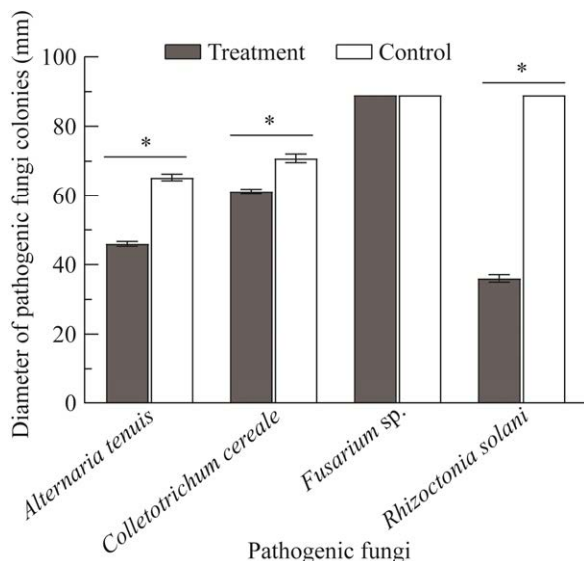 Treatment Control
Diameter of pathogenic fungi colonies (mm)
100
80
60
40
20
0
*
*
*
Alternaria tenuis
Colletotrichum cereale
Fusarium sp.
Rhizoctonia solani
Pathogenic fungi